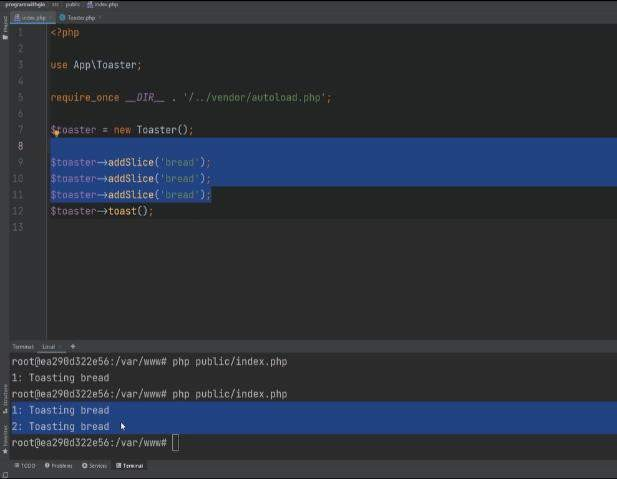 programwithgio src public index.php
index.php Toaster.php
Project
1 <?php
2
3 use App\Toaster;
4
5 require_once __DIR__ . '/../vendor/autoload.php';
6
7 $toaster = new Toaster();
8
9 $toaster→addSlice('bread');
10 $toaster→addSlice('bread');
11 $toaster→addSlice('bread');
12 $toaster→toast();
13
Terminal: Local × +
root@ea290d322e56:/var/www# php public/index.php
1: Toasting bread
root@ea290d322e56:/var/www# php public/index.php
1: Toasting bread
2: Toasting bread
root@ea290d322e56:/var/www#
Structure
Favorites
TODO Problems Services Terminal